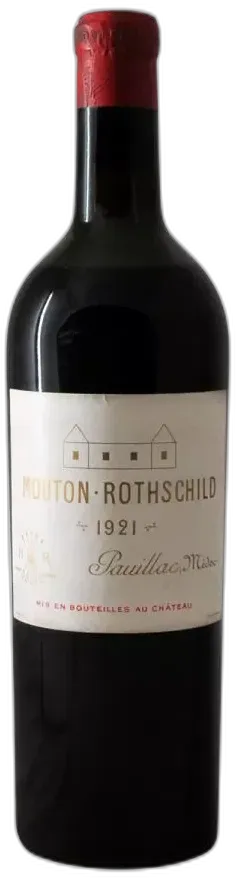 MOUTON·ROTHSCHILD
1921
Pauillac, Médoc
MIS EN BOUTEILLES AU CHÂTEAU